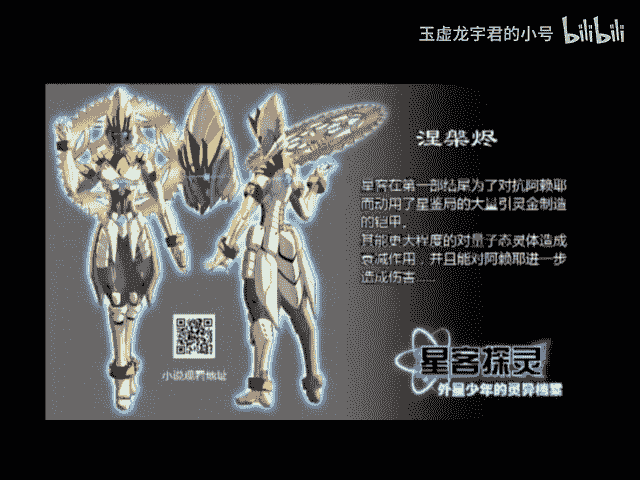 玉虚龙宇君的小号 bilibili
涅槃烬
星客在第一部结尾为了对抗阿赖耶
而动用了星鉴局的大量引灵金制造
的铠甲。
其能更大程度的对量子态灵体造成
衰减作用，并且能对阿赖耶进一步
造成伤害......
小说观看地址
星客探灵
外星少年的灵异档案